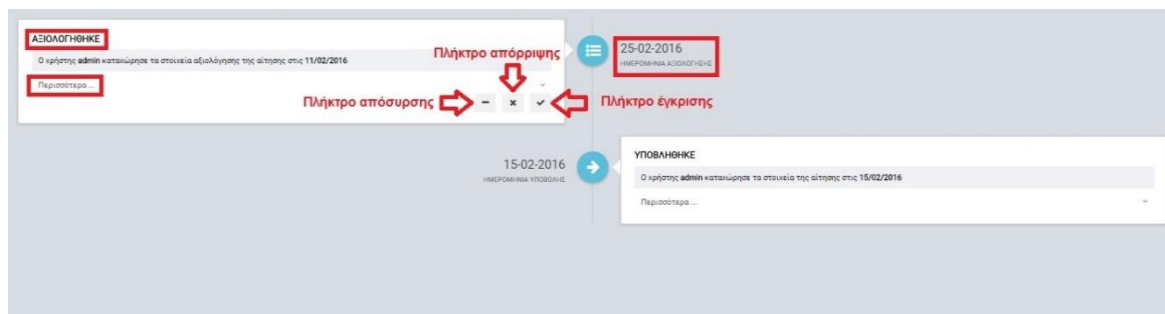 ΑΞΙΟΛΟΓΗΘΗΚΕ
Ο χρήστης admin καταχώρησε τα στοιχεία αξιολόγησης της αίτησης στις 11/02/2016
Περισσότερα ...
Πλήκτρο απόρριψης
Πλήκτρο απόσυρσης
Πλήκτρο έγκρισης
25-02-2016
ΗΜΕΡΟΜΗΝΙΑ ΑΞΙΟΛΟΓΗΣΗΣ
15-02-2016
ΗΜΕΡΟΜΗΝΙΑ ΥΠΟΒΟΛΗΣ
ΥΠΟΒΛΗΘΗΚΕ
Ο χρήστης admin καταχώρησε τα στοιχεία της αίτησης στις 15/02/2016
Περισσότερα ...